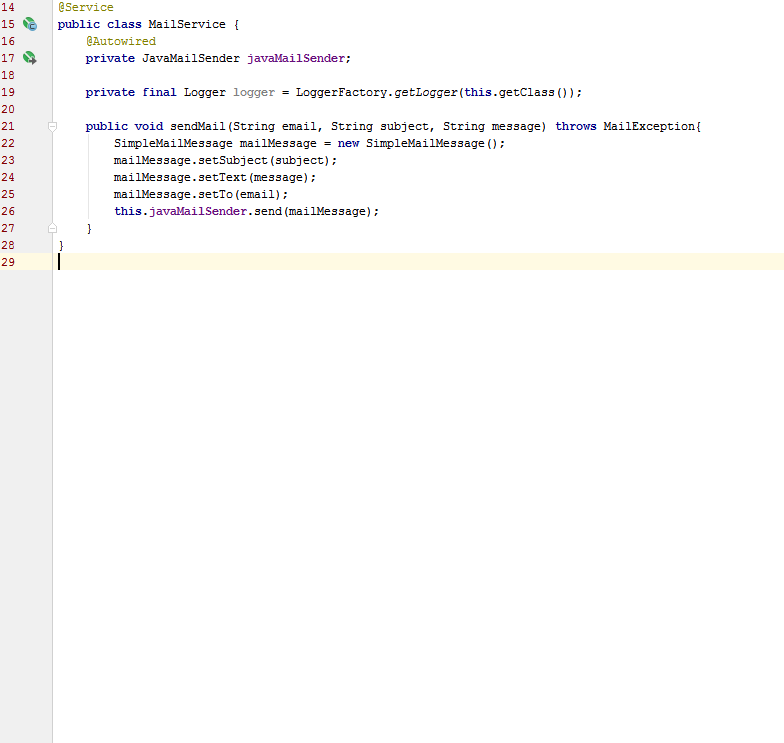 14 @Service
15 public class MailService {
16     @Autowired
17     private JavaMailSender javaMailSender;
18
19     private final Logger logger = LoggerFactory.getLogger(this.getClass());
20
21     public void sendMail(String email, String subject, String message) throws MailException{
22         SimpleMailMessage mailMessage = new SimpleMailMessage();
23         mailMessage.setSubject(subject);
24         mailMessage.setText(message);
25         mailMessage.setTo(email);
26         this.javaMailSender.send(mailMessage);
27     }
28 }
29